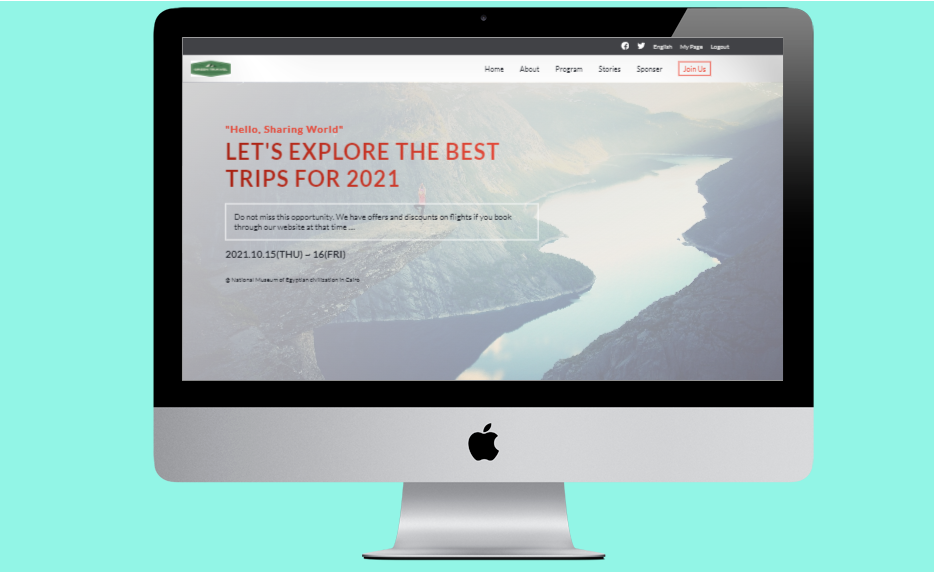 English My Page Logout
Home About Program Stories Sponser Join Us
"Hello, Sharing World"
LET'S EXPLORE THE BEST
TRIPS FOR 2021
Do not miss this opportunity. We have offers and discounts on flights if you book
through our website at that time ...
2021.10.15(THU) ~ 16(FRI)
@ National Museum of Egyptian civilization in Cairo